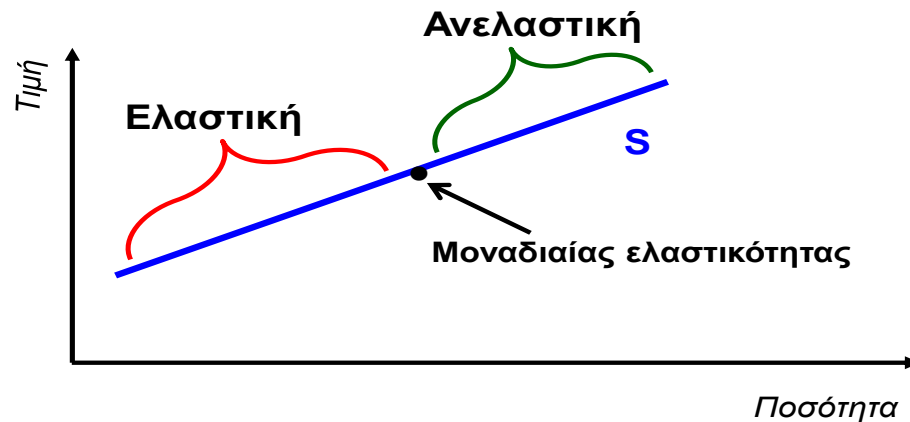 Ανελαστική
Τιμή
Ελαστική
S
Μοναδιαίας ελαστικότητας
Ποσότητα